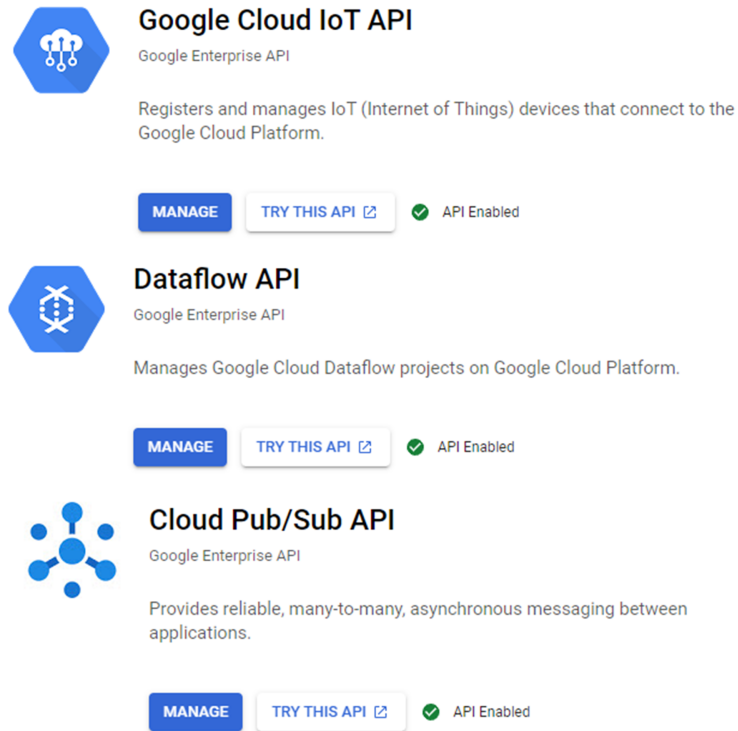 Google Cloud IoT API
Google Enterprise API
Registers and manages IoT (Internet of Things) devices that connect to the
Google Cloud Platform.
MANAGE TRY THIS API API Enabled
Dataflow API
Google Enterprise API
Manages Google Cloud Dataflow projects on Google Cloud Platform.
MANAGE TRY THIS API API Enabled
Cloud Pub/Sub API
Google Enterprise API
Provides reliable, many-to-many, asynchronous messaging between
applications.
MANAGE TRY THIS API API Enabled